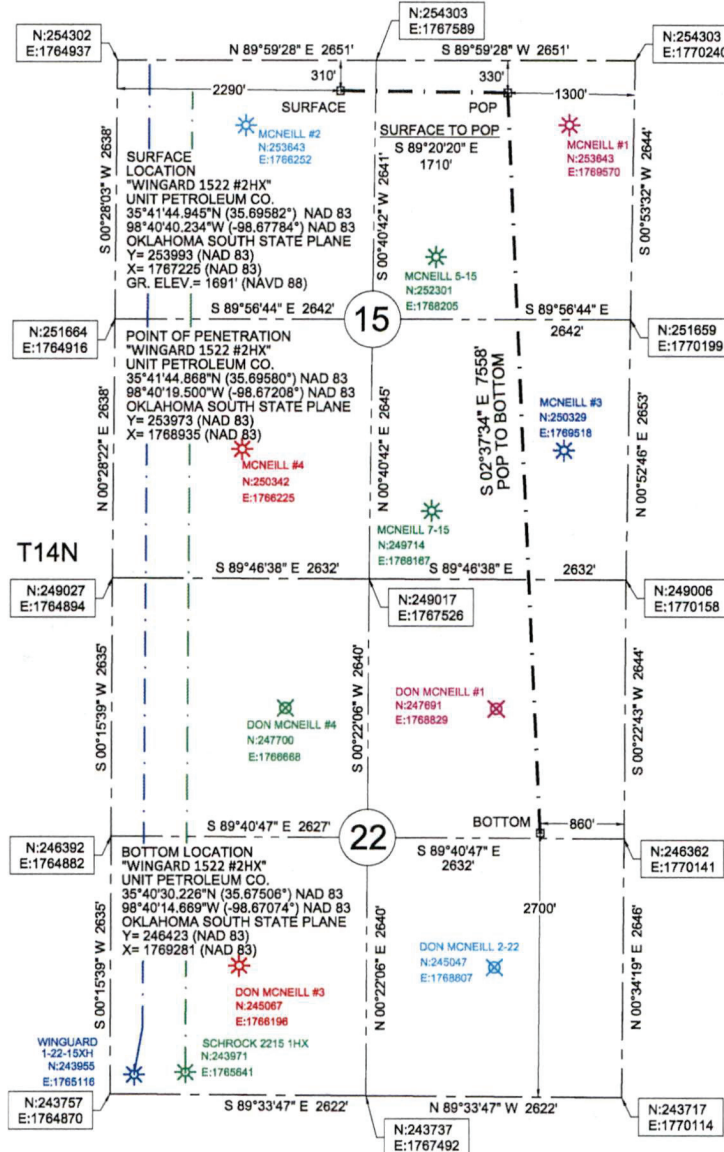 N:254302
E:1764937
N:254303
E:1767589
N:254303
E:1770240
N 89°59'28" E 2651'
S 89°59'28" W 2651'
310'
330'
2290'
1300'
SURFACE
POP
MCNEILL #2
N:253643
E:1766252
SURFACE TO POP
S 89°20'20" E
1710'
MCNEILL #1
N:253643
E:1769570
S 00°28'03" W 2638'
S 00°40'42" W 2641'
S 00°53'32" W 2644'
SURFACE
LOCATION
"WINGARD 1522 #2HX"
UNIT PETROLEUM CO.
35°41'44.945"N (35.69582°) NAD 83
98°40'40.234"W (-98.67784°) NAD 83
OKLAHOMA SOUTH STATE PLANE
Y= 253993 (NAD 83)
X= 1767225 (NAD 83)
GR. ELEV.= 1691' (NAVD 88)
MCNEILL 5-15
N:252301
E:1768205
S 89°56'44" E 2642'
S 89°56'44" E
2642'
15
N:251664
E:1764916
N:251659
E:1770199
POINT OF PENETRATION
"WINGARD 1522 #2HX"
UNIT PETROLEUM CO.
35°41'44.868"N (35.69580°) NAD 83
98°40'19.500"W (-98.67208°) NAD 83
OKLAHOMA SOUTH STATE PLANE
Y= 253973 (NAD 83)
X= 1768935 (NAD 83)
S 02°37'34" E 7558'
POP TO BOTTOM
MCNEILL #3
N:250329
E:1769518
N 00°28'22" E 2638'
N 00°40'42" E 2645'
N 00°52'46" E 2653'
MCNEILL #4
N:250342
E:1766225
MCNEILL 7-15
N:249714
E:1768167
T14N
S 89°46'38" E 2632'
S 89°46'38" E 2632'
N:249027
E:1764894
N:249017
E:1767526
N:249006
E:1770158
S 00°15'39" W 2635'
S 00°22'06" W 2640'
S 00°22'43" W 2644'
DON MCNEILL #4
N:247700
E:1766668
DON MCNEILL #1
N:247691
E:1768829
S 89°40'47" E 2627'
22
BOTTOM
860'
S 89°40'47" E
2632'
N:246392
E:1764882
N:246362
E:1770141
BOTTOM LOCATION
"WINGARD 1522 #2HX"
UNIT PETROLEUM CO.
35°40'30.226"N (35.67506°) NAD 83
98°40'14.669"W (-98.67074°) NAD 83
OKLAHOMA SOUTH STATE PLANE
Y= 246423 (NAD 83)
X= 1769281 (NAD 83)
2700'
S 00°15'39" W 2635'
N 00°22'06" E 2640'
N 00°34'19" E 2646'
DON MCNEILL #3
N:245067
E:1766196
DON MCNEILL 2-22
N:245047
E:1768807
WINGUARD
1-22-15XH
N:243955
E:1765116
SCHROCK 2215 1HX
N:243971
E:1765641
N:243757
E:1764870
S 89°33'47" E 2622'
N 89°33'47" W 2622'
N:243737
E:1767492
N:243717
E:1770114